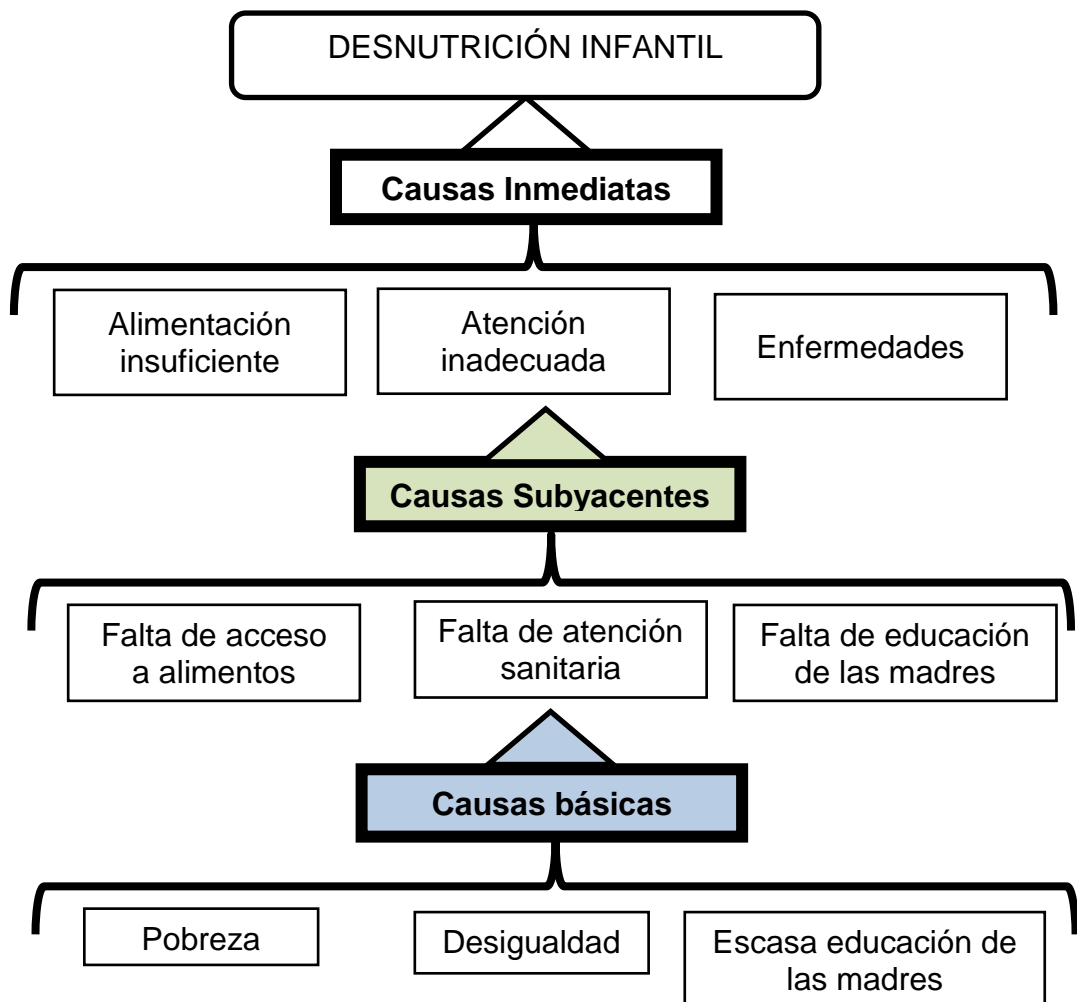 DESNUTRICIÓN INFANTIL
Causas Inmediatas
Alimentación
insuficiente
Atención
inadecuada
Enfermedades
Causas Subyacentes
Falta de acceso
a alimentos
Falta de atención
sanitaria
Falta de educación
de las madres
Causas básicas
Pobreza
Desigualdad
Escasa educación de
las madres